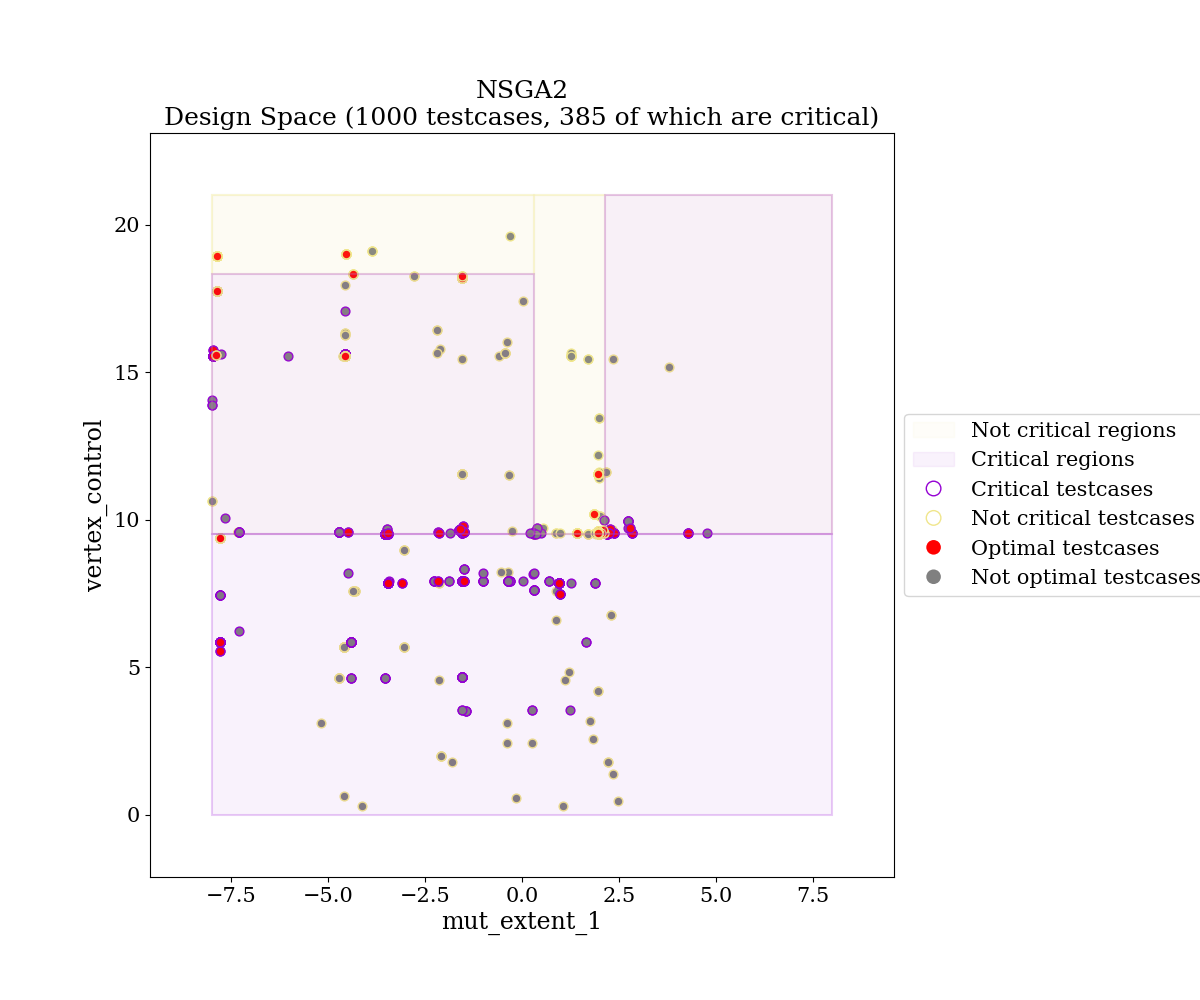 NSGA2
Design Space (1000 testcases, 385 of which are critical)
20
15
10
5
0
vertex_control
−7.5
−5.0
−2.5
0.0
2.5
5.0
7.5
mut_extent_1
Not critical regions
Critical regions
Critical testcases
Not critical testcases
Optimal testcases
Not optimal testcases